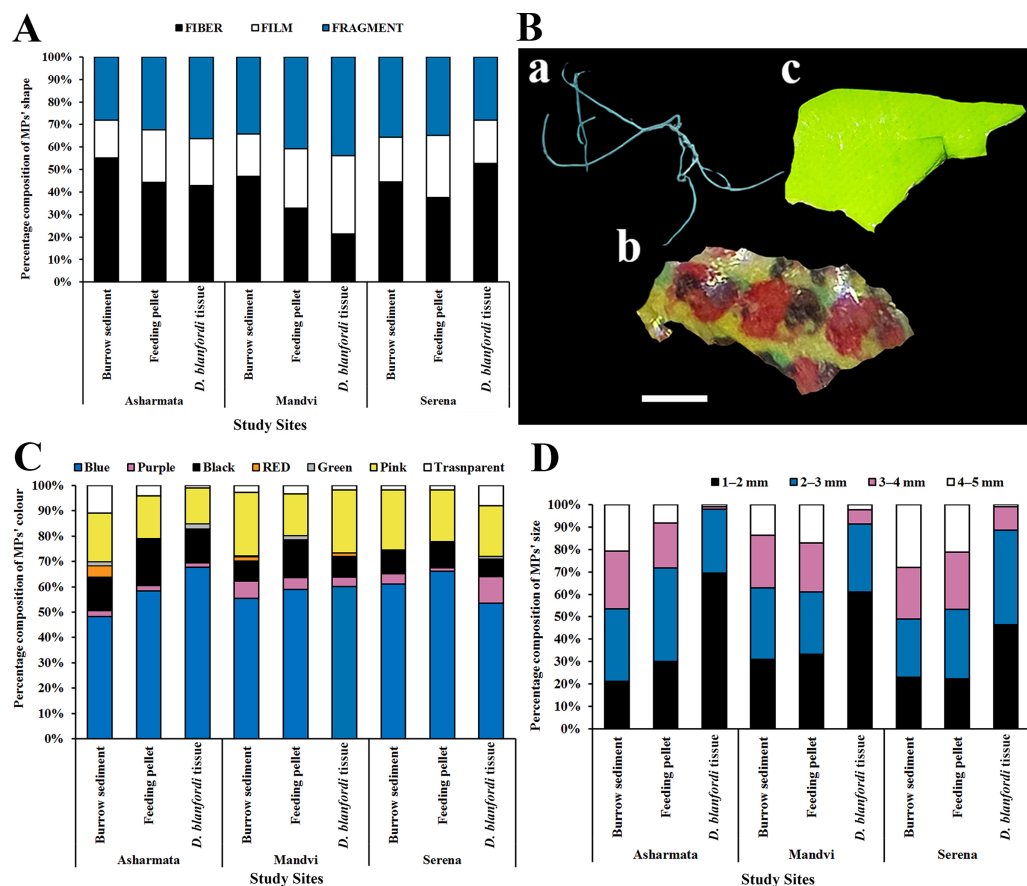 A
FIBER FILM FRAGMENT
Percentage composition of MPs' shape
100%
90%
80%
70%
60%
50%
40%
30%
20%
10%
0%
Burrow sediment
Feeding pellet
D. blanfordi tissue
Burrow sediment
Feeding pellet
D. blanfordi tissue
Burrow sediment
Feeding pellet
D. blanfordi tissue
Asharmata Mandvi Serena
Study Sites
B
a
c
b
C
Blue Purple Black RED Green Pink Trasnparent
Percentage composition of MPs' colour
100%
90%
80%
70%
60%
50%
40%
30%
20%
10%
0%
Burrow sediment
Feeding pellet
D. blanfordi tissue
Burrow sediment
Feeding pellet
D. blanfordi tissue
Burrow sediment
Feeding pellet
D. blanfordi tissue
Asharmata Mandvi Serena
Study Sites
D
1–2 mm 2–3 mm 3–4 mm 4–5 mm
Percentage composition of MPs'size
100%
90%
80%
70%
60%
50%
40%
30%
20%
10%
0%
Burrow sediment
Feeding pellet
D. blanfordi tissue
Burrow sediment
Feeding pellet
D. blanfordi tissue
Burrow sediment
Feeding pellet
D. blanfordi tissue
Asharmata Mandvi Serena
Study Sites